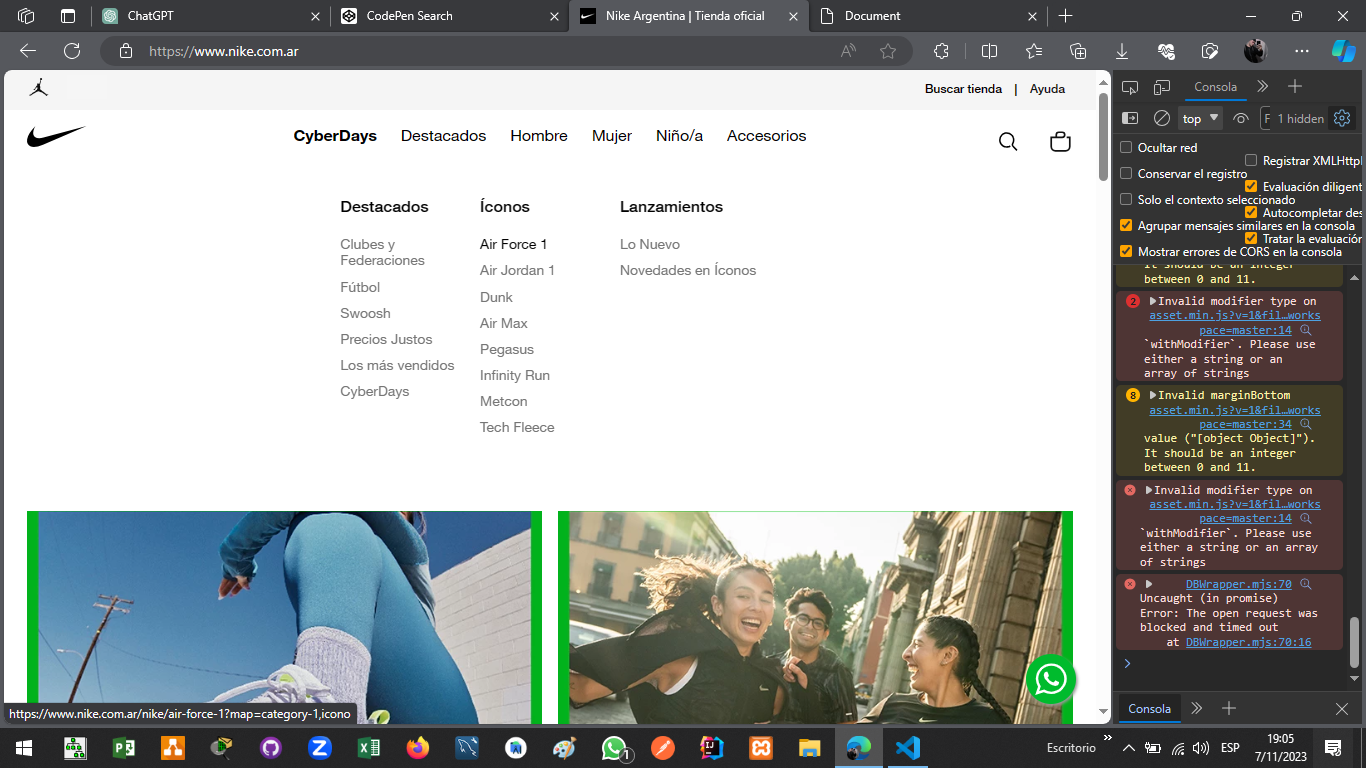 ChatGPT
CodePen Search
Nike Argentina | Tienda oficial
Document
https://www.nike.com.ar
Buscar tienda | Ayuda
CyberDays Destacados Hombre Mujer Niño/a Accesorios
Destacados
Clubes y
Federaciones
Fútbol
Swoosh
Precios Justos
Los más vendidos
CyberDays
Íconos
Air Force 1
Air Jordan 1
Dunk
Air Max
Pegasus
Infinity Run
Metcon
Tech Fleece
Lanzamientos
Lo Nuevo
Novedades en Íconos
https://www.nike.com.ar/nike/air-force-1?map=category-1,icono
Consola
top
F
1 hidden
Ocultar red
Conservar el registro
Solo el contexto seleccionado
Agrupar mensajes similares en la consola
Mostrar errores de CORS en la consola
Registrar XMLHttpR
Evaluación diligent
Autocompletar des
Tratar la evaluación
It should be an integer
between 0 and 11.
2 Invalid modifier type on
asset.min.js?v=1&fil…works
pace=master:14
`withModifier`. Please use
either a string or an
array of strings
8 Invalid marginBottom
asset.min.js?v=1&fil…works
pace=master:34
value ("[object Object]").
It should be an integer
between 0 and 11.
Invalid modifier type on
asset.min.js?v=1&fil…works
pace=master:14
`withModifier`. Please use
either a string or an array
of strings
DBWrapper.mjs:70
Uncaught (in promise)
Error: The open request was
blocked and timed out
at DBWrapper.mjs:70:16
Consola
1
Escritorio
ESP
19:05
7/11/2023